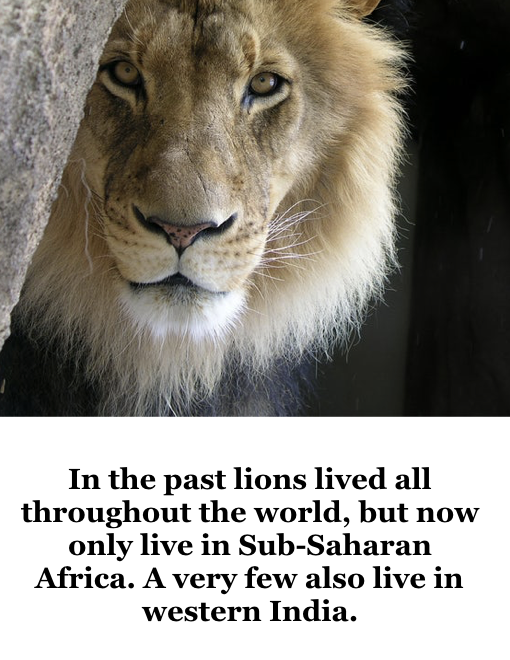 In the past lions lived all
throughout the world, but now
only live in Sub-Saharan
Africa. A very few also live in
western India.